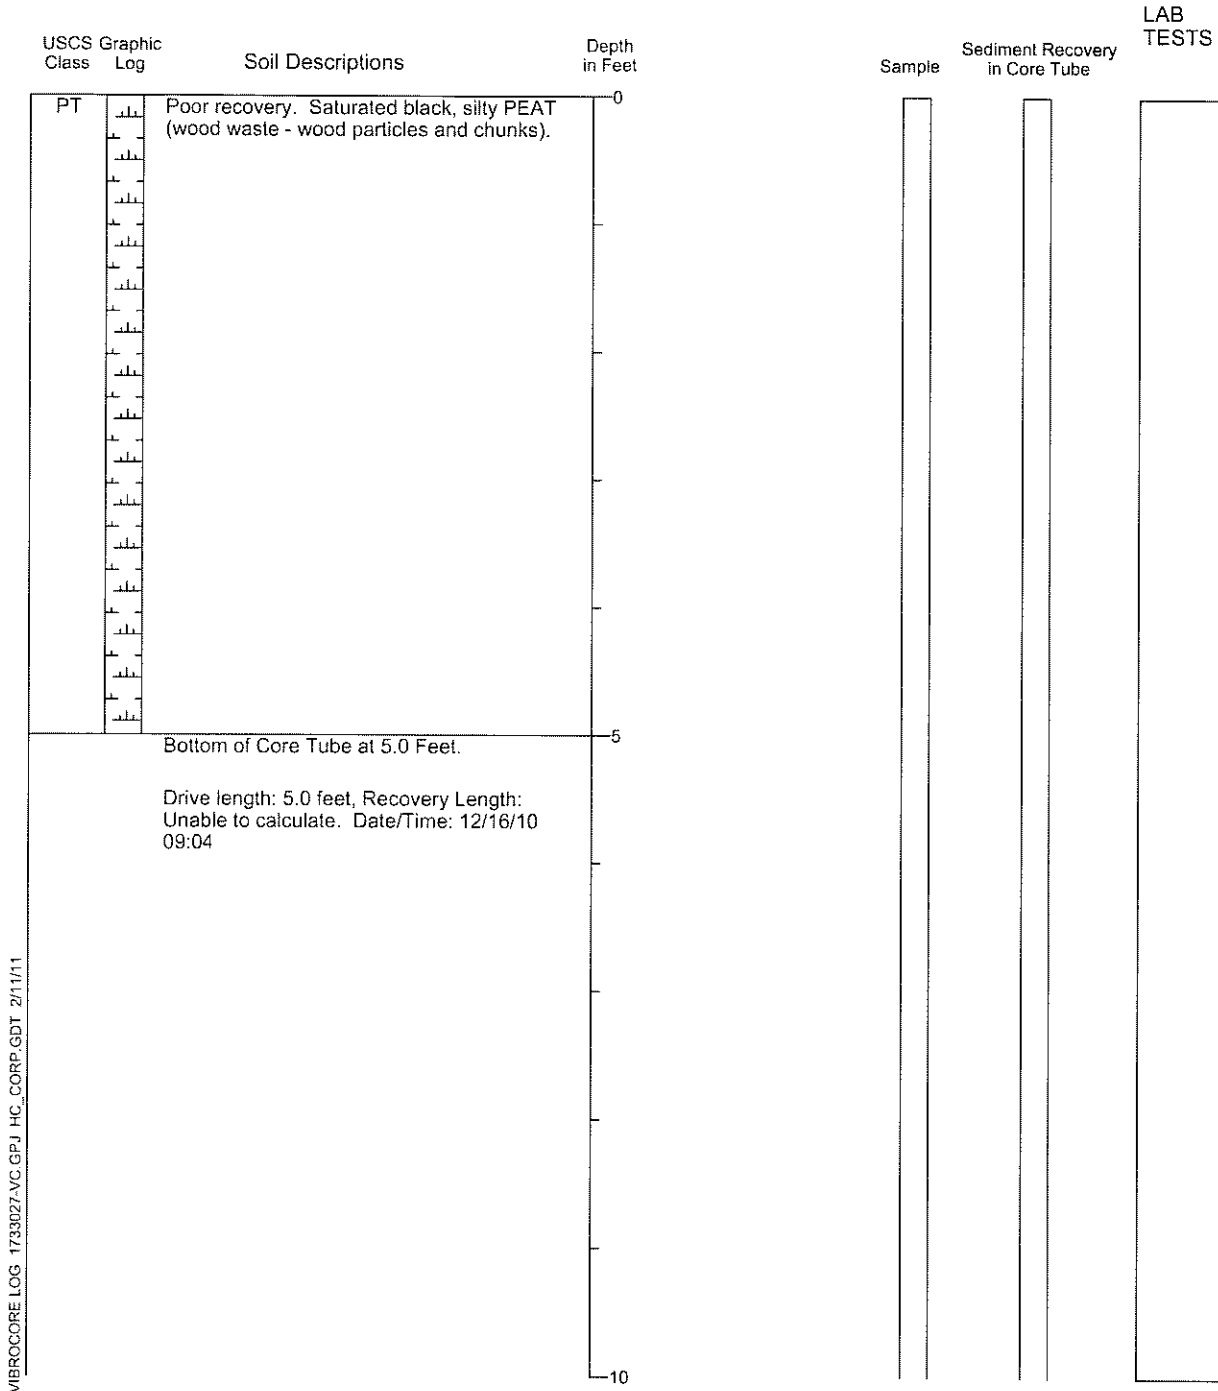 LAB
TESTS
USCS Graphic
Class Log
Soil Descriptions
Depth
in Feet
Sample
Sediment Recovery
in Core Tube
PT
Poor recovery. Saturated black, silty PEAT
(wood waste - wood particles and chunks).
0
Bottom of Core Tube at 5.0 Feet.
5
Drive length: 5.0 feet, Recovery Length:
Unable to calculate. Date/Time: 12/16/10
09:04
10
VIBROCORE LOG 1733027-VC.GPJ HC_CORP.GDT 2/11/11